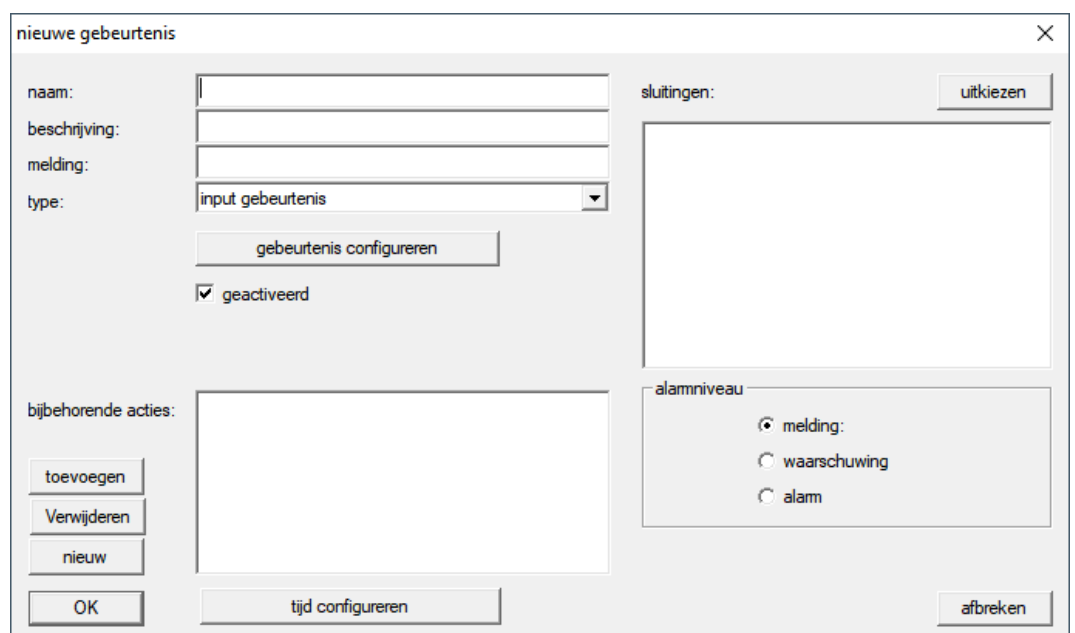 nieuwe gebeurtenis
naam:
beschrijving:
melding:
type:
input gebeurtenis
gebeurtenis configureren
geactiveerd
bijbehorende acties:
toevoegen
Verwijderen
nieuw
OK
tijd configureren
sluitingen:
uitkiezen
alarmniveau
melding:
waarschuwing
alarm
afbreken